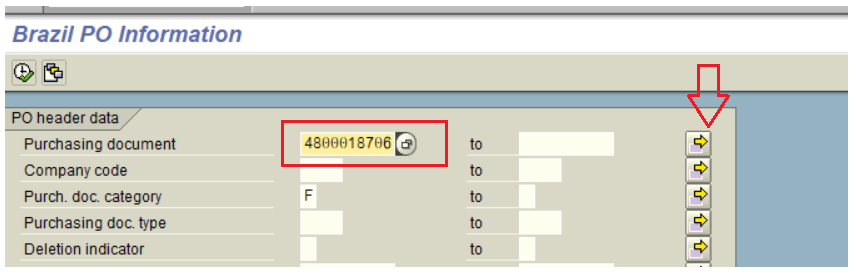 Brazil PO Information
PO header data
Purchasing document 4800018706 to
Company code to
Purch. doc. category F to
Purchasing doc. type to
Deletion indicator to